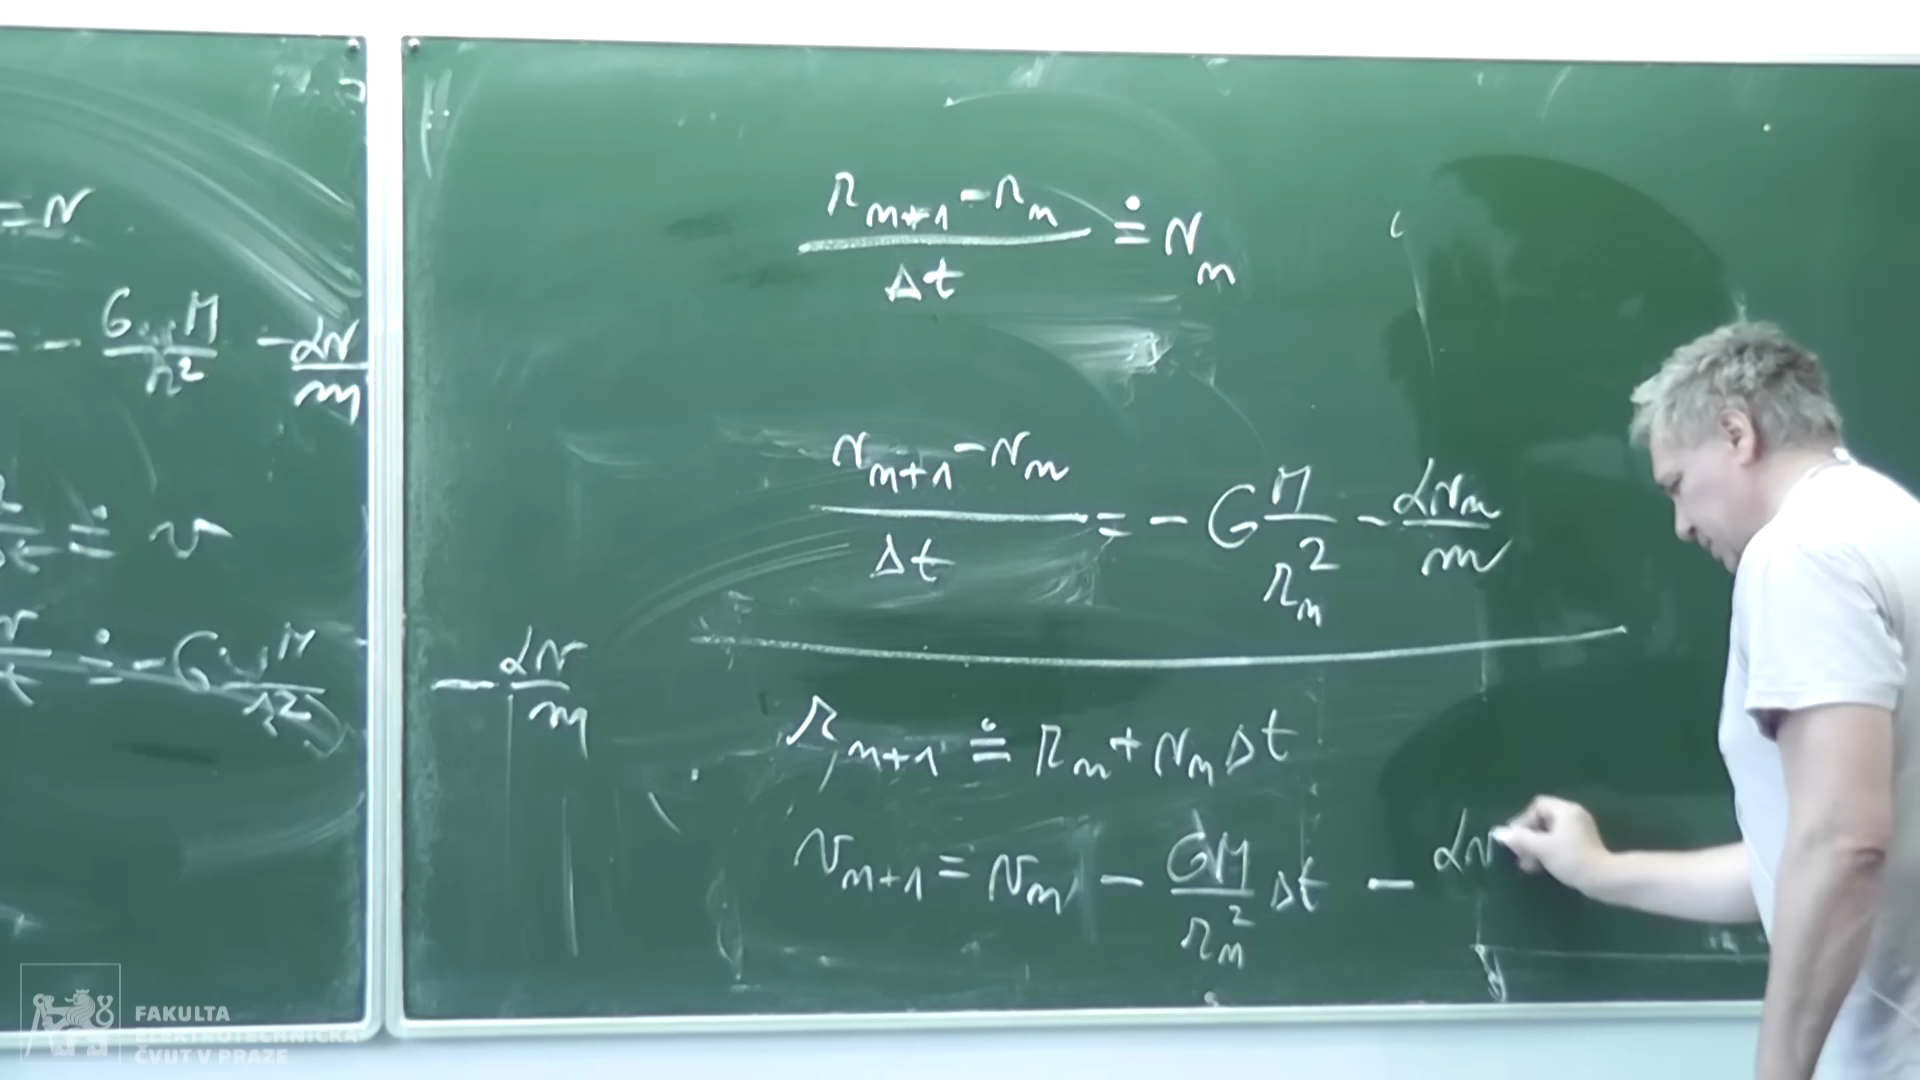 = v
= - G M / r² - αv / m
≐ v
≐ - G M / r² - αv / m
(r_{n+1} - r_n) / Δt ≐ v_n
(v_{n+1} - v_n) / Δt = - G M / r_n² - αv_n / m
r_{n+1} ≐ r_n + v_n Δt
v_{n+1} = v_n - GM / r_n² Δt - αv
FAKULTA
ELEKTROTECHNICKÁ
ČVUT V PRAZE